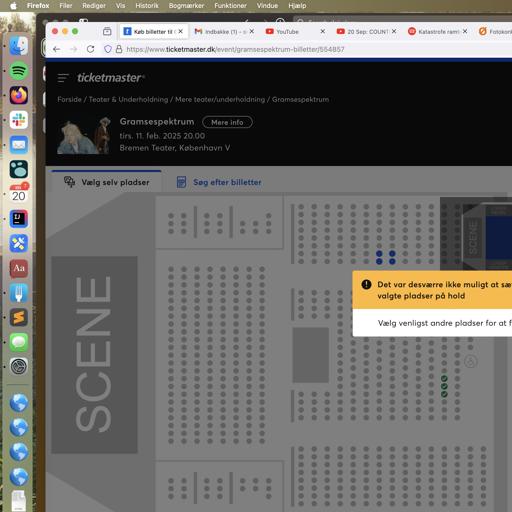 Firefox Arkiv Filer Rediger Vis Historik Bogmærker Funktioner Vindue Hjælp
Køb billetter til
Indbakke (1) –
YouTube
20 Sep: COUNT
Katastrofe ramt
Fotokonk
https://www.ticketmaster.dk/event/gramsespektrum-billetter/554857
ticketmaster®
Forside / Teater & Underholdning / Mere teater/underholdning / Gramsespektrum
Gramsespektrum
Mere info
tirs. 11. feb. 2025 20.00
Bremen Teater, København V
Vælg selv pladser
Søg efter billetter
SCENE
SCENE
Det var desværre ikke muligt at sæ
valgte pladser på hold
Vælg venligst andre pladser for at f
20
Aa